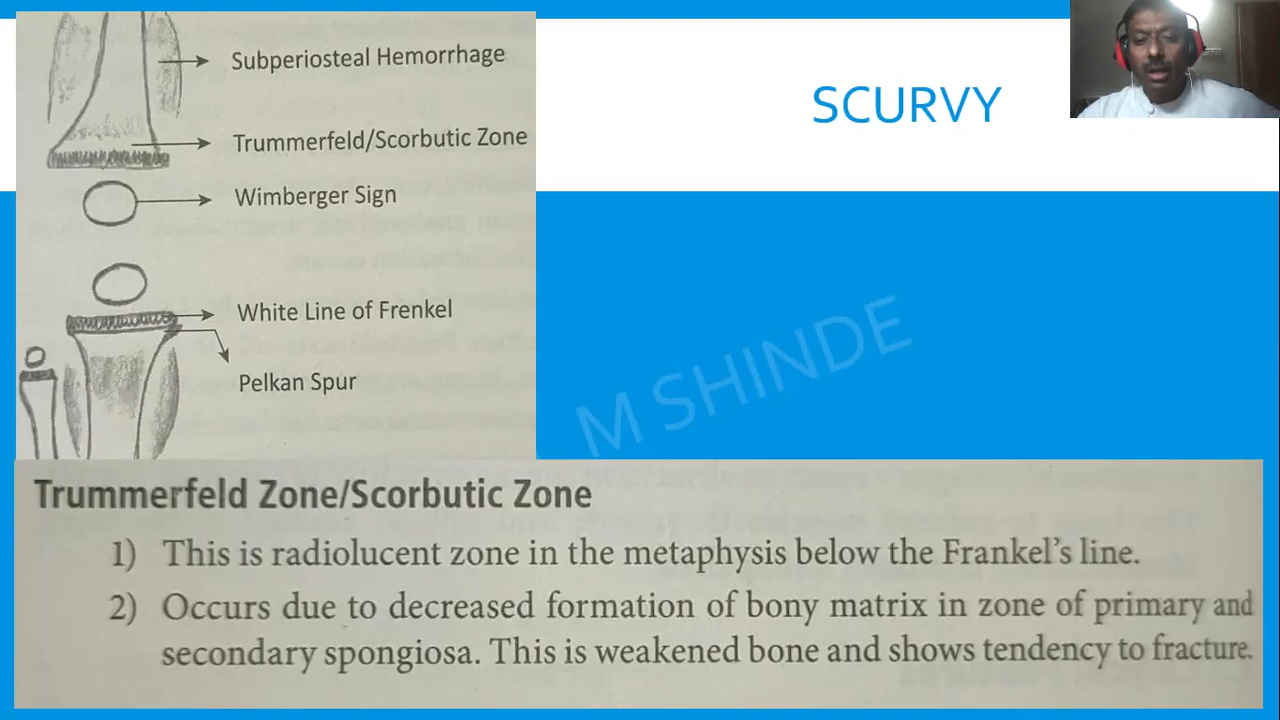 Subperiosteal Hemorrhage
Trummerfeld/Scorbutic Zone
Wimberger Sign
White Line of Frenkel
Pelkan Spur
SCURVY
M SHINDE
Trummerfeld Zone/Scorbutic Zone
1) This is radiolucent zone in the metaphysis below the Frankel's line.
2) Occurs due to decreased formation of bony matrix in zone of primary and
secondary spongiosa. This is weakened bone and shows tendency to fracture.